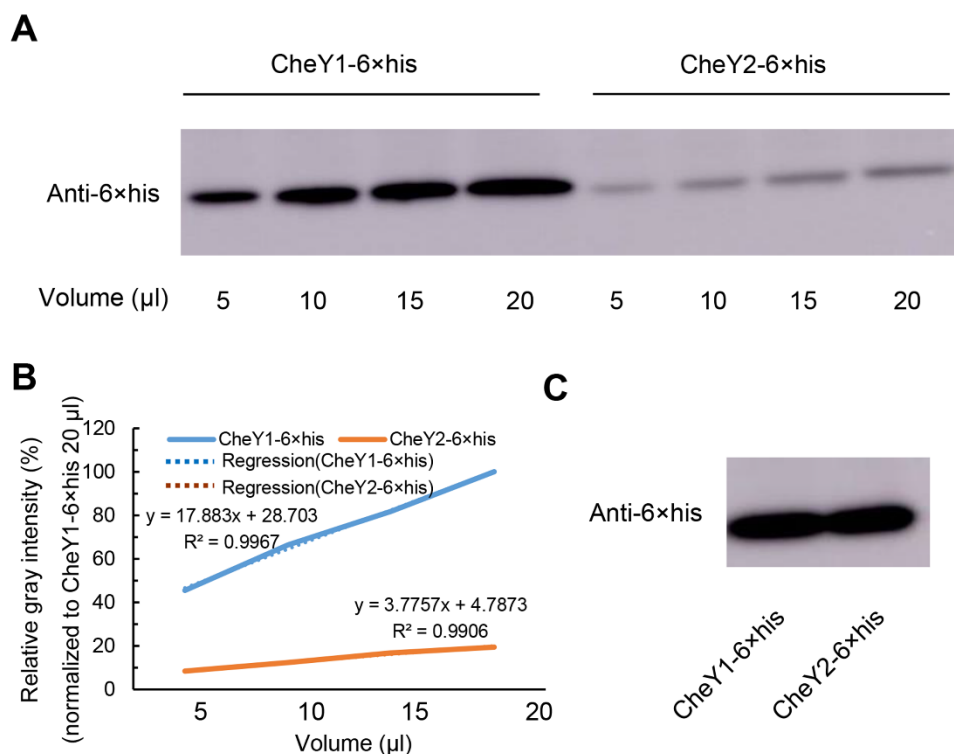 A
CheY1-6×his
CheY2-6×his
Anti-6×his
Volume (µl)
5
10
15
20
5
10
15
20
B
Relative gray intensity (%)
(normalized to CheY1-6×his 20 µl)
120
100
80
60
40
20
0
CheY1-6×his
CheY2-6×his
Regression(CheY1-6×his)
Regression(CheY2-6×his)
y = 17.883x + 28.703
R² = 0.9967
y = 3.7757x + 4.7873
R² = 0.9906
5
10
15
20
Volume (µl)
C
Anti-6×his
CheY1-6×his
CheY2-6×his